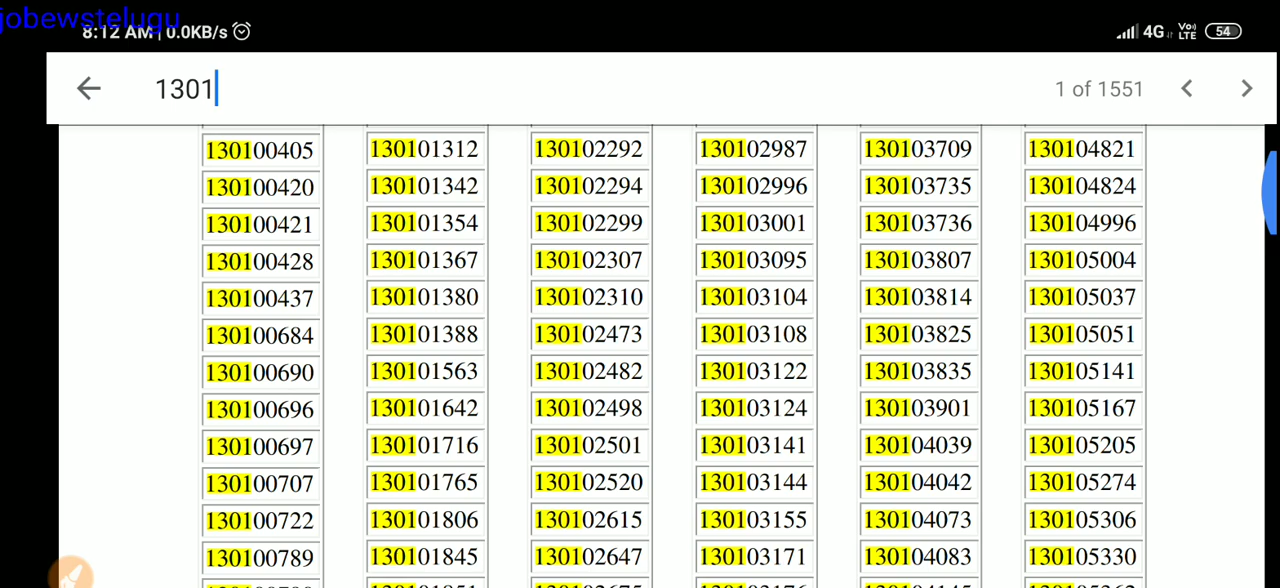 jobewstelugu
8:12 AM | 0.0KB/s
4G
Vo)
LTE
54
1301
1 of 1551
130100405 130101312 130102292 130102987 130103709 130104821
130100420 130101342 130102294 130102996 130103735 130104824
130100421 130101354 130102299 130103001 130103736 130104996
130100428 130101367 130102307 130103095 130103807 130105004
130100437 130101380 130102310 130103104 130103814 130105037
130100684 130101388 130102473 130103108 130103825 130105051
130100690 130101563 130102482 130103122 130103835 130105141
130100696 130101642 130102498 130103124 130103901 130105167
130100697 130101716 130102501 130103141 130104039 130105205
130100707 130101765 130102520 130103144 130104042 130105274
130100722 130101806 130102615 130103155 130104073 130105306
130100789 130101845 130102647 130103171 130104083 130105330